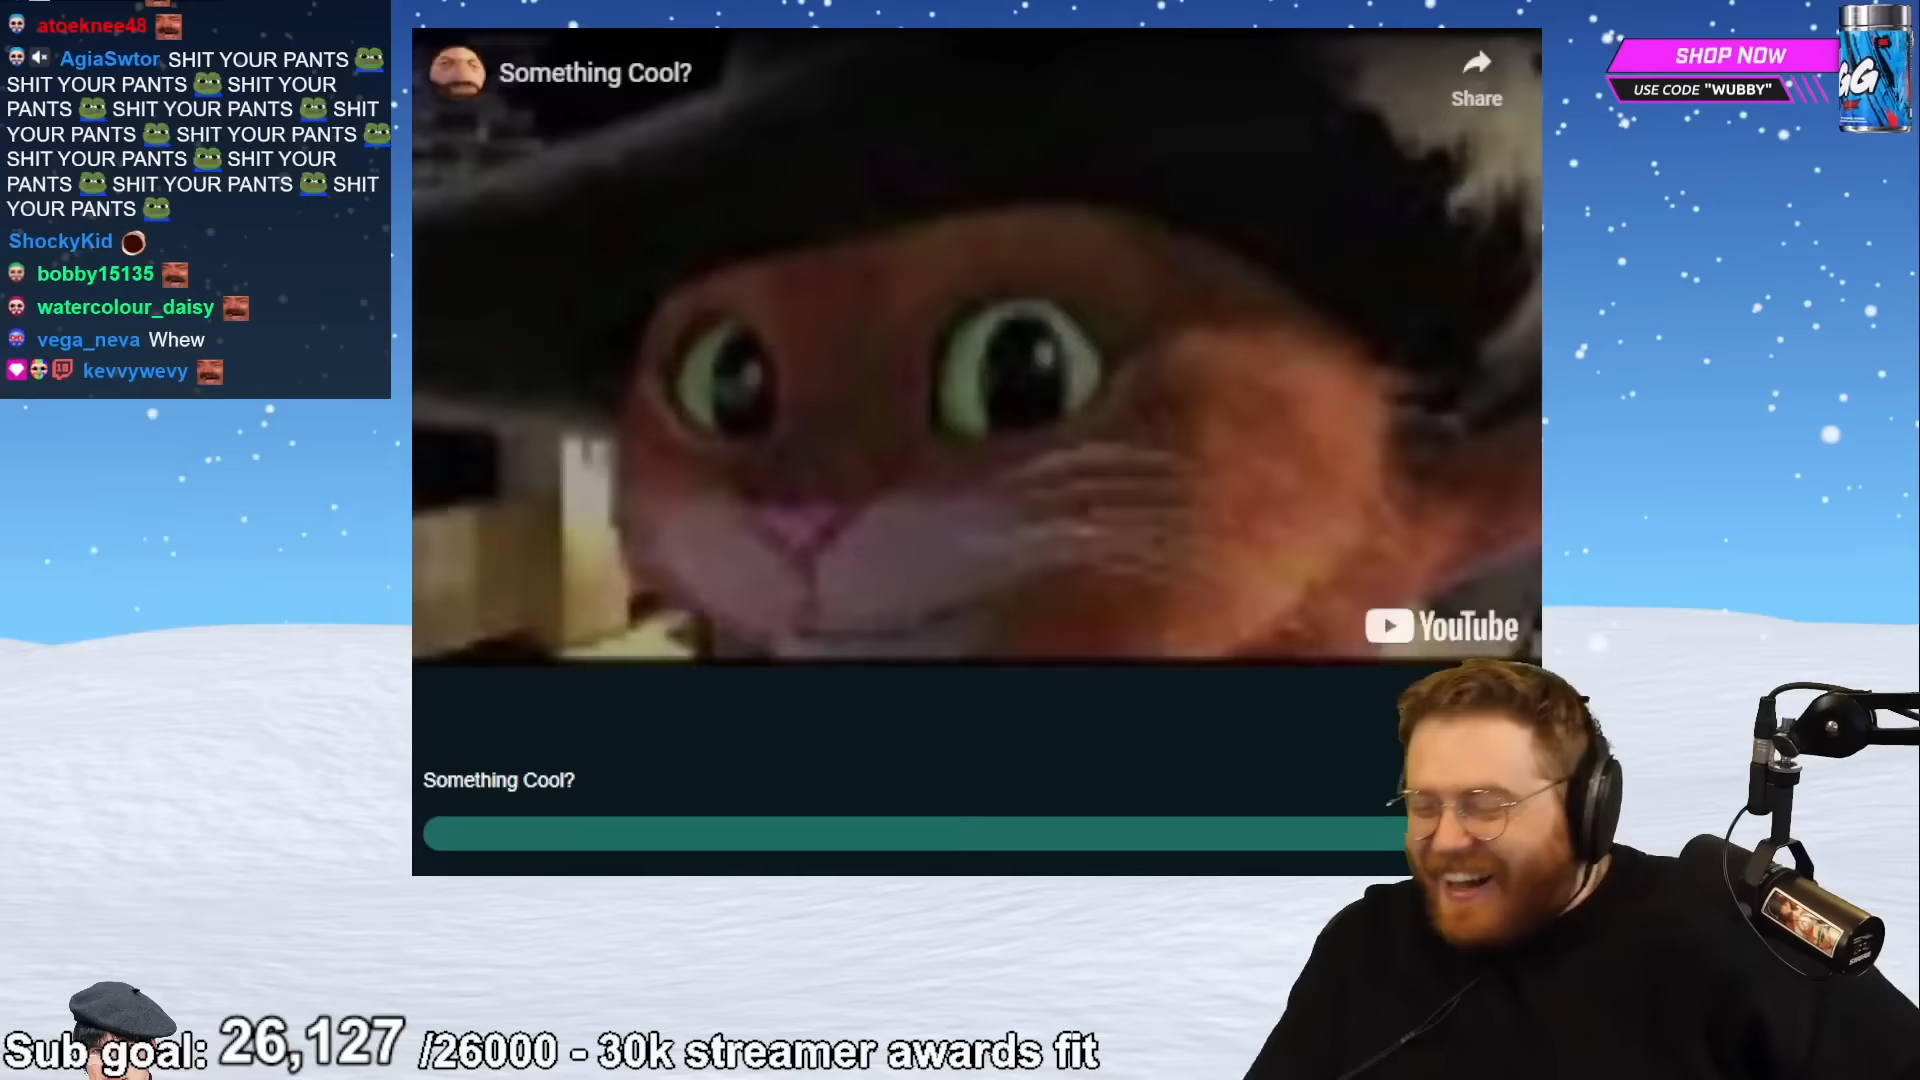 atoeknee48
AgiaSwtor SHIT YOUR PANTS
SHIT YOUR PANTS SHIT YOUR
PANTS SHIT YOUR PANTS SHIT
YOUR PANTS SHIT YOUR PANTS
SHIT YOUR PANTS SHIT YOUR
PANTS SHIT YOUR PANTS SHIT
YOUR PANTS
ShockyKid
bobby15135
watercolour_daisy
vega_neva Whew
kevvywevy
Something Cool?
Share
YouTube
Something Cool?
SHOP NOW
USE CODE "WUBBY"
GG
Sub goal: 26,127 /26000 - 30k streamer awards fit